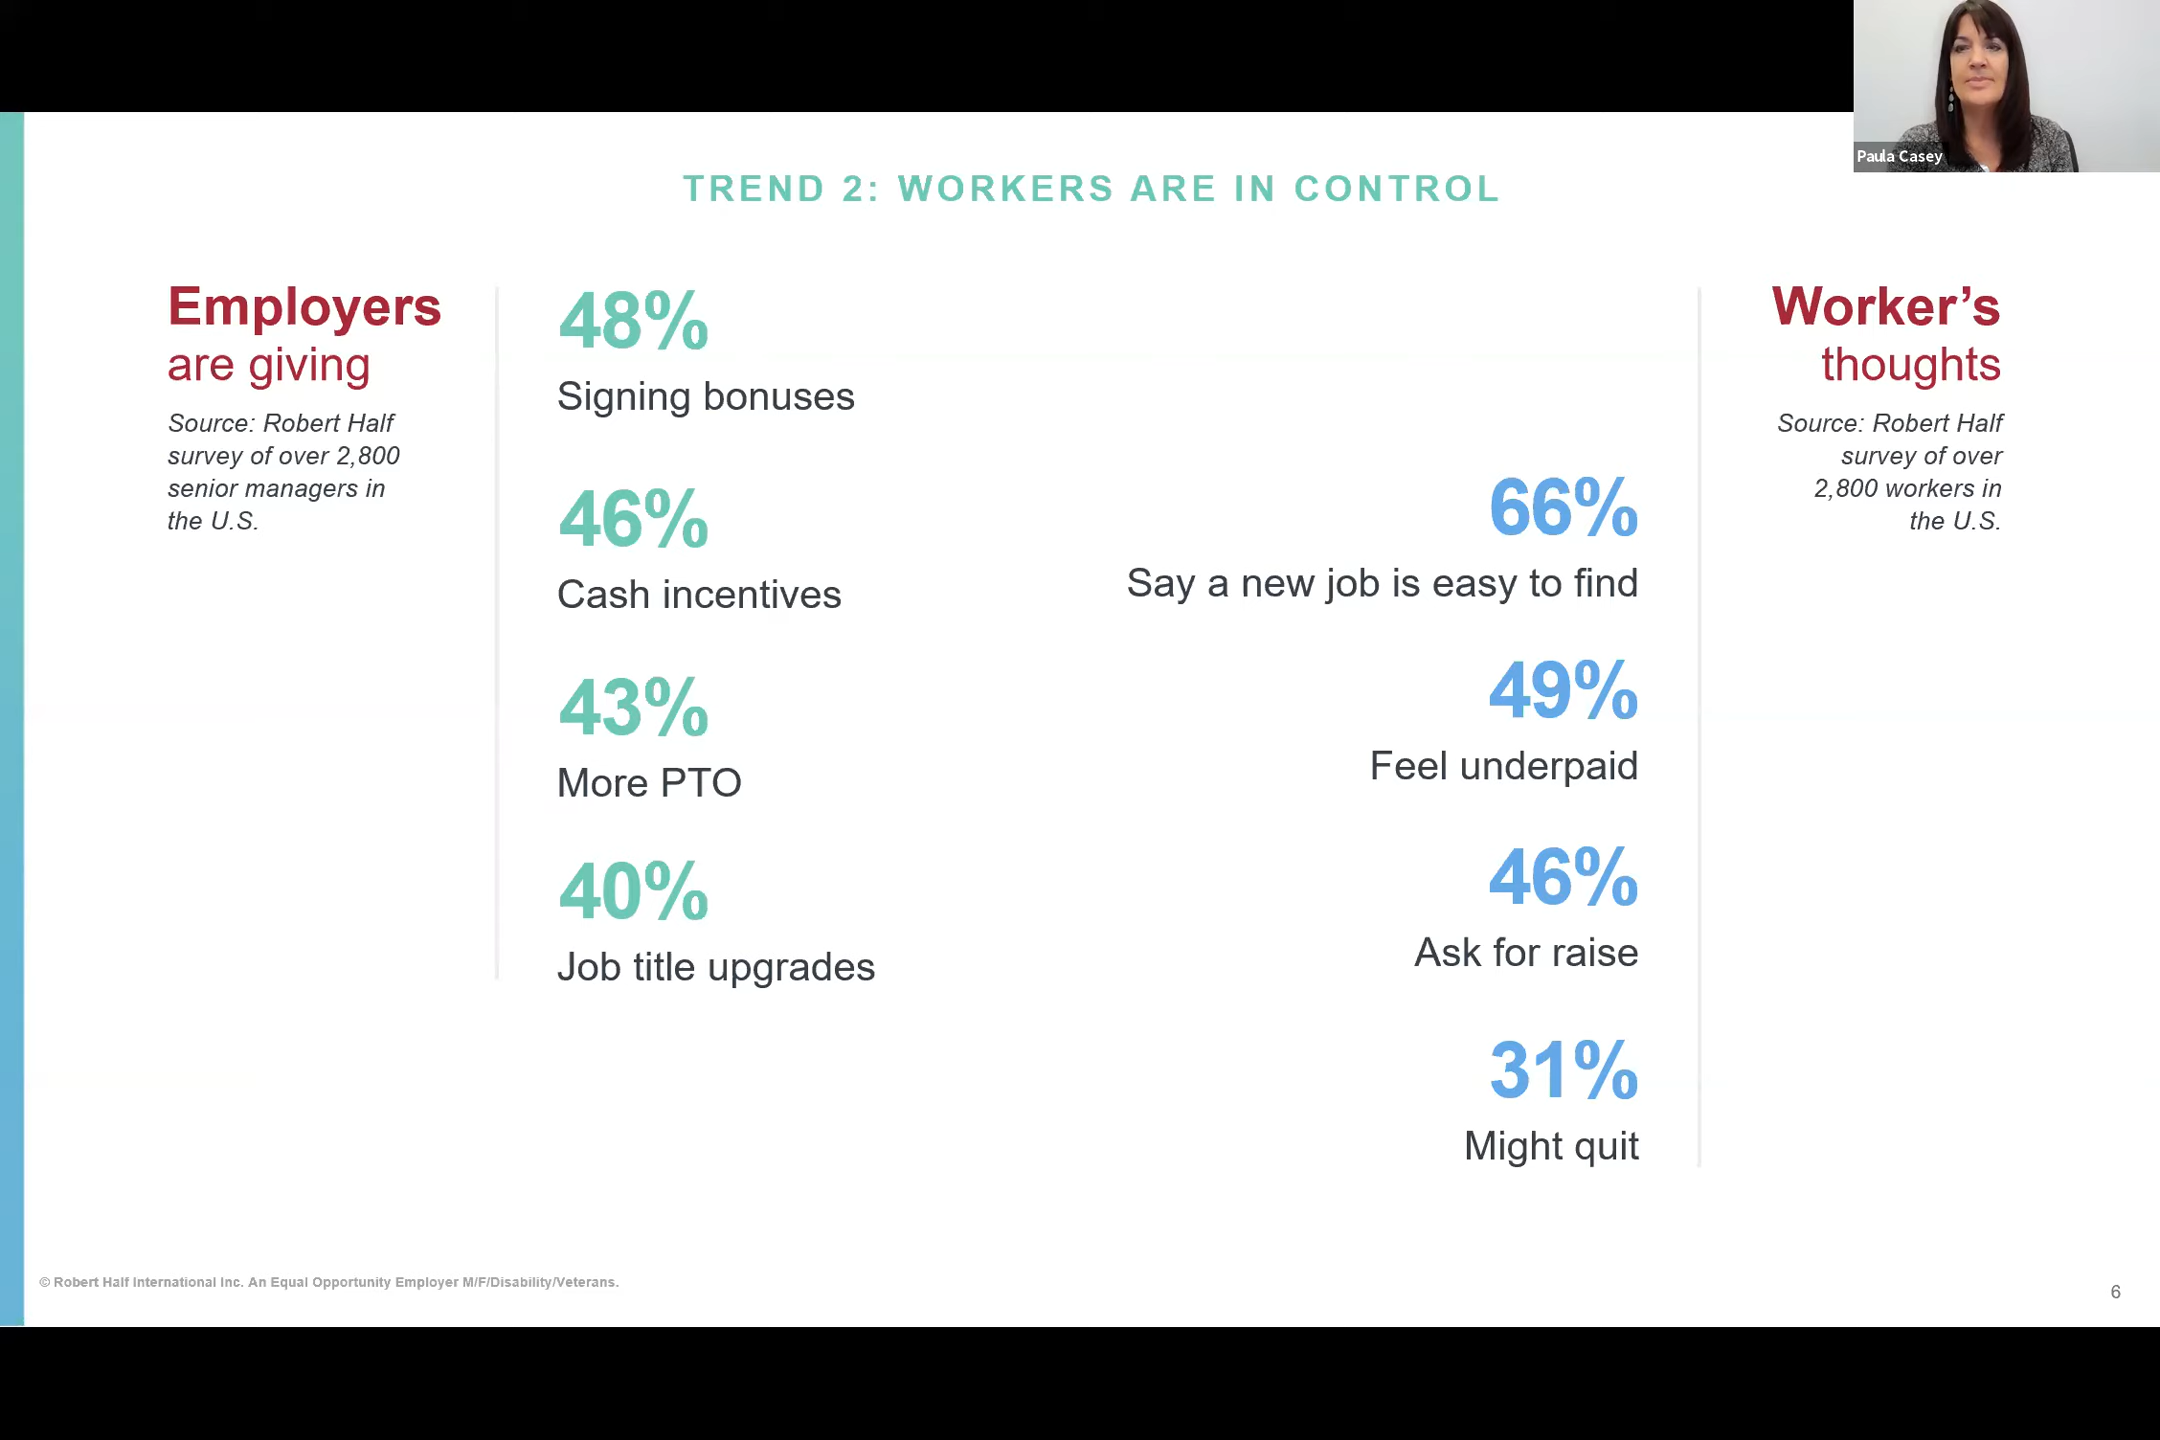 Paula Casey
TREND 2: WORKERS ARE IN CONTROL
Employers
are giving
Source: Robert Half
survey of over 2,800
senior managers in
the U.S.
48%
Signing bonuses
46%
Cash incentives
43%
More PTO
40%
Job title upgrades
66%
Say a new job is easy to find
49%
Feel underpaid
46%
Ask for raise
31%
Might quit
Worker’s
thoughts
Source: Robert Half
survey of over
2,800 workers in
the U.S.
© Robert Half International Inc. An Equal Opportunity Employer M/F/Disability/Veterans.
6